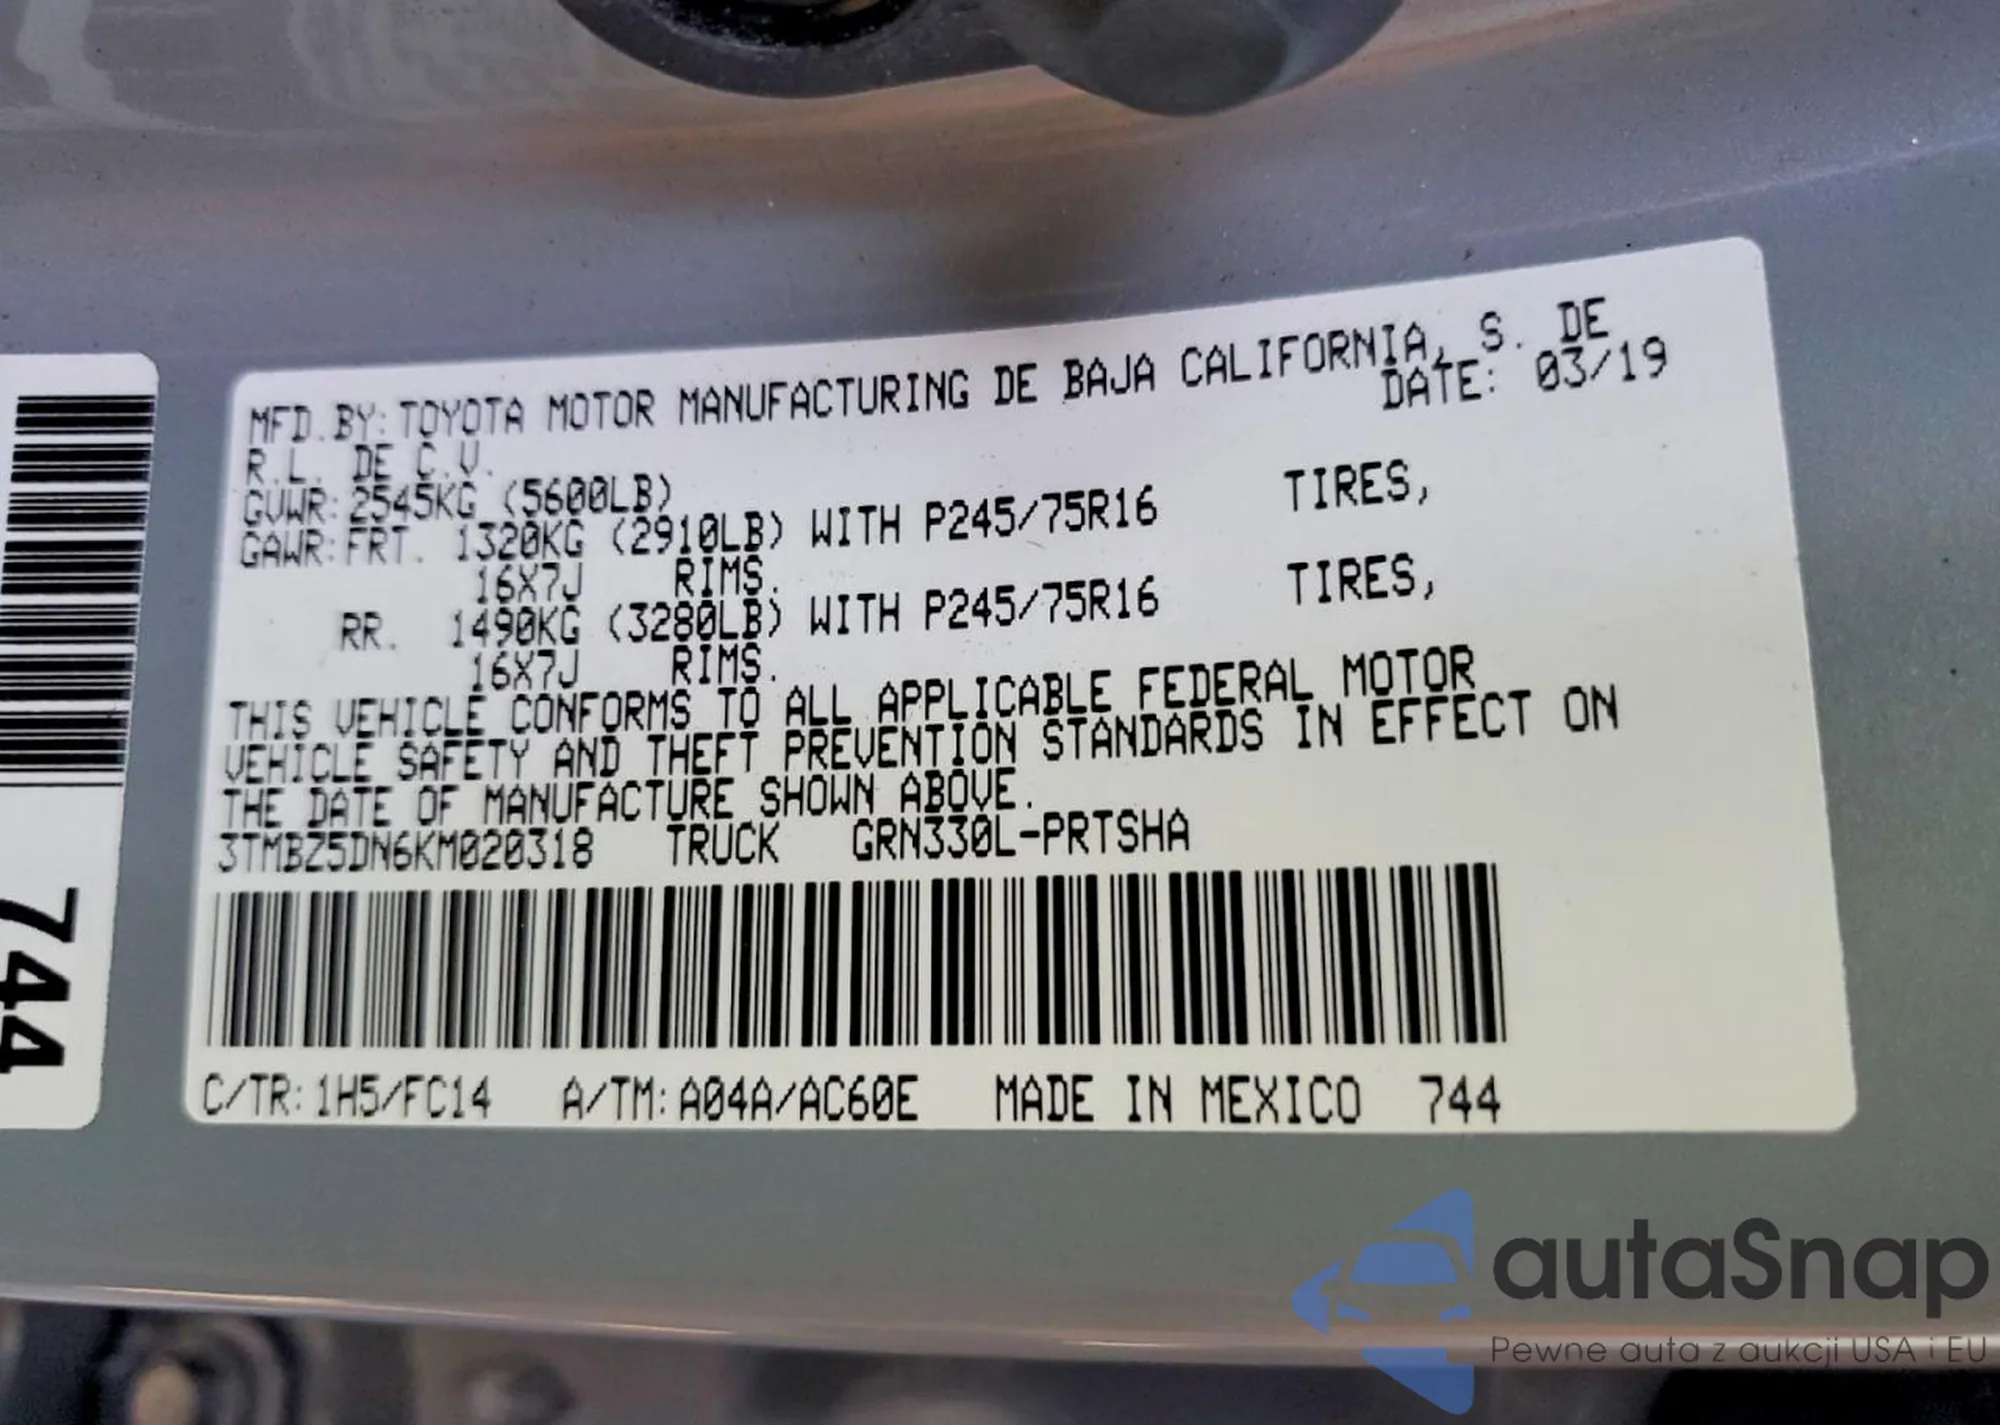 MFD.BY:TOYOTA MOTOR MANUFACTURING DE BAJA CALIFORNIA, S. DE
R.L. DE C.V. DATE: 03/19
GVWR:2545KG (5600LB)
GAWR:FRT. 1320KG (2910LB) WITH P245/75R16 TIRES,
16X7J RIMS.
RR. 1490KG (3280LB) WITH P245/75R16 TIRES,
16X7J RIMS.
THIS VEHICLE CONFORMS TO ALL APPLICABLE FEDERAL MOTOR
VEHICLE SAFETY AND THEFT PREVENTION STANDARDS IN EFFECT ON
THE DATE OF MANUFACTURE SHOWN ABOVE.
3TMBZ5DN6KM020318 TRUCK GRN330L-PRTSHA
C/TR:1H5/FC14 A/TM:A04A/AC60E MADE IN MEXICO 744
744
autaSnap
Pewne auta z aukcji USA i EU